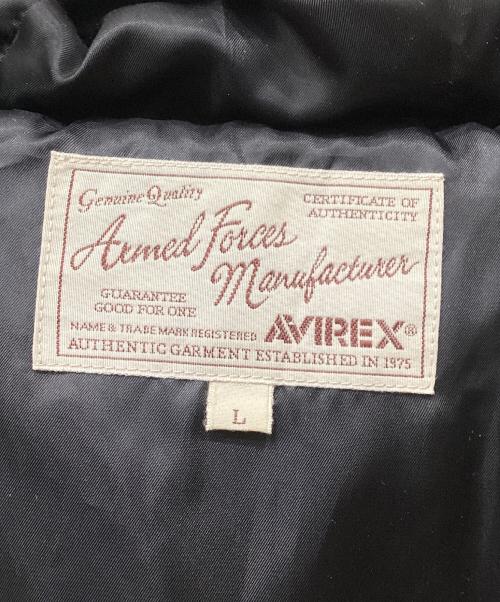 Genuine Quality
CERTIFICATE OF
AUTHENTICITY
Armed Forces
Manufacturer
GUARANTEE
GOOD FOR ONE
NAME & TRADE MARK REGISTERED
AVIREX®
AUTHENTIC GARMENT ESTABLISHED IN 1975
L